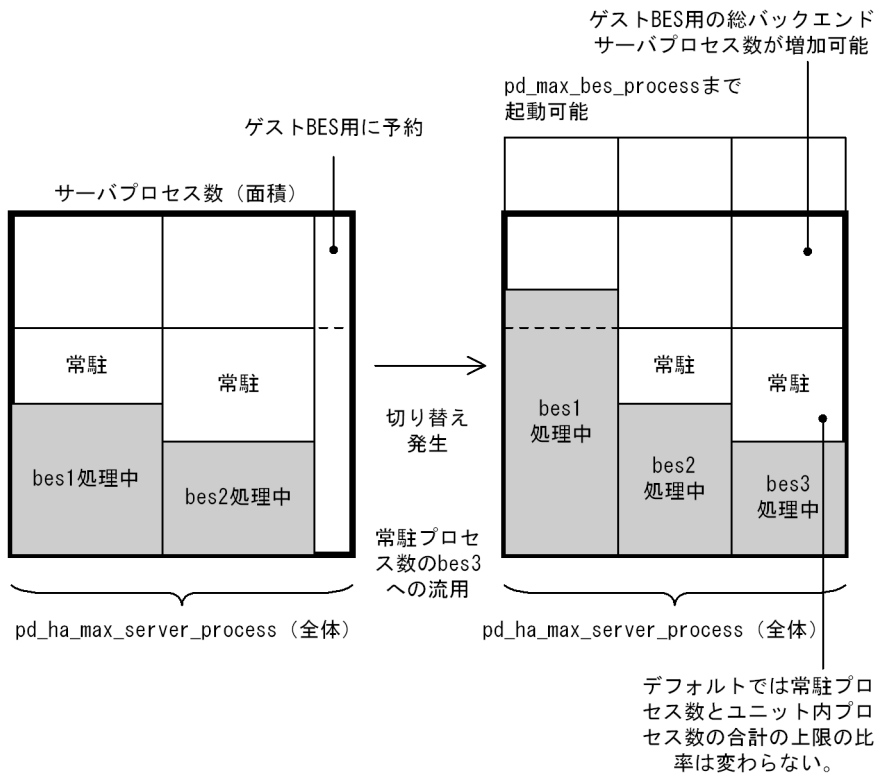 ゲストBES用の総バックエンド
サーバプロセス数が増加可能
pd_max_bes_processまで
起動可能
ゲストBES用に予約
サーバプロセス数（面積）
常駐
常駐
bes1処理中
bes2処理中
切り替え
発生
常駐プロセ
ス数のbes3
への流用
常駐
常駐
bes1
処理中
bes2
処理中
bes3
処理中
pd_ha_max_server_process（全体）
pd_ha_max_server_process（全体）
デフォルトでは常駐プロ
セス数とユニット内プロ
セス数の合計の上限の比
率は変わらない。